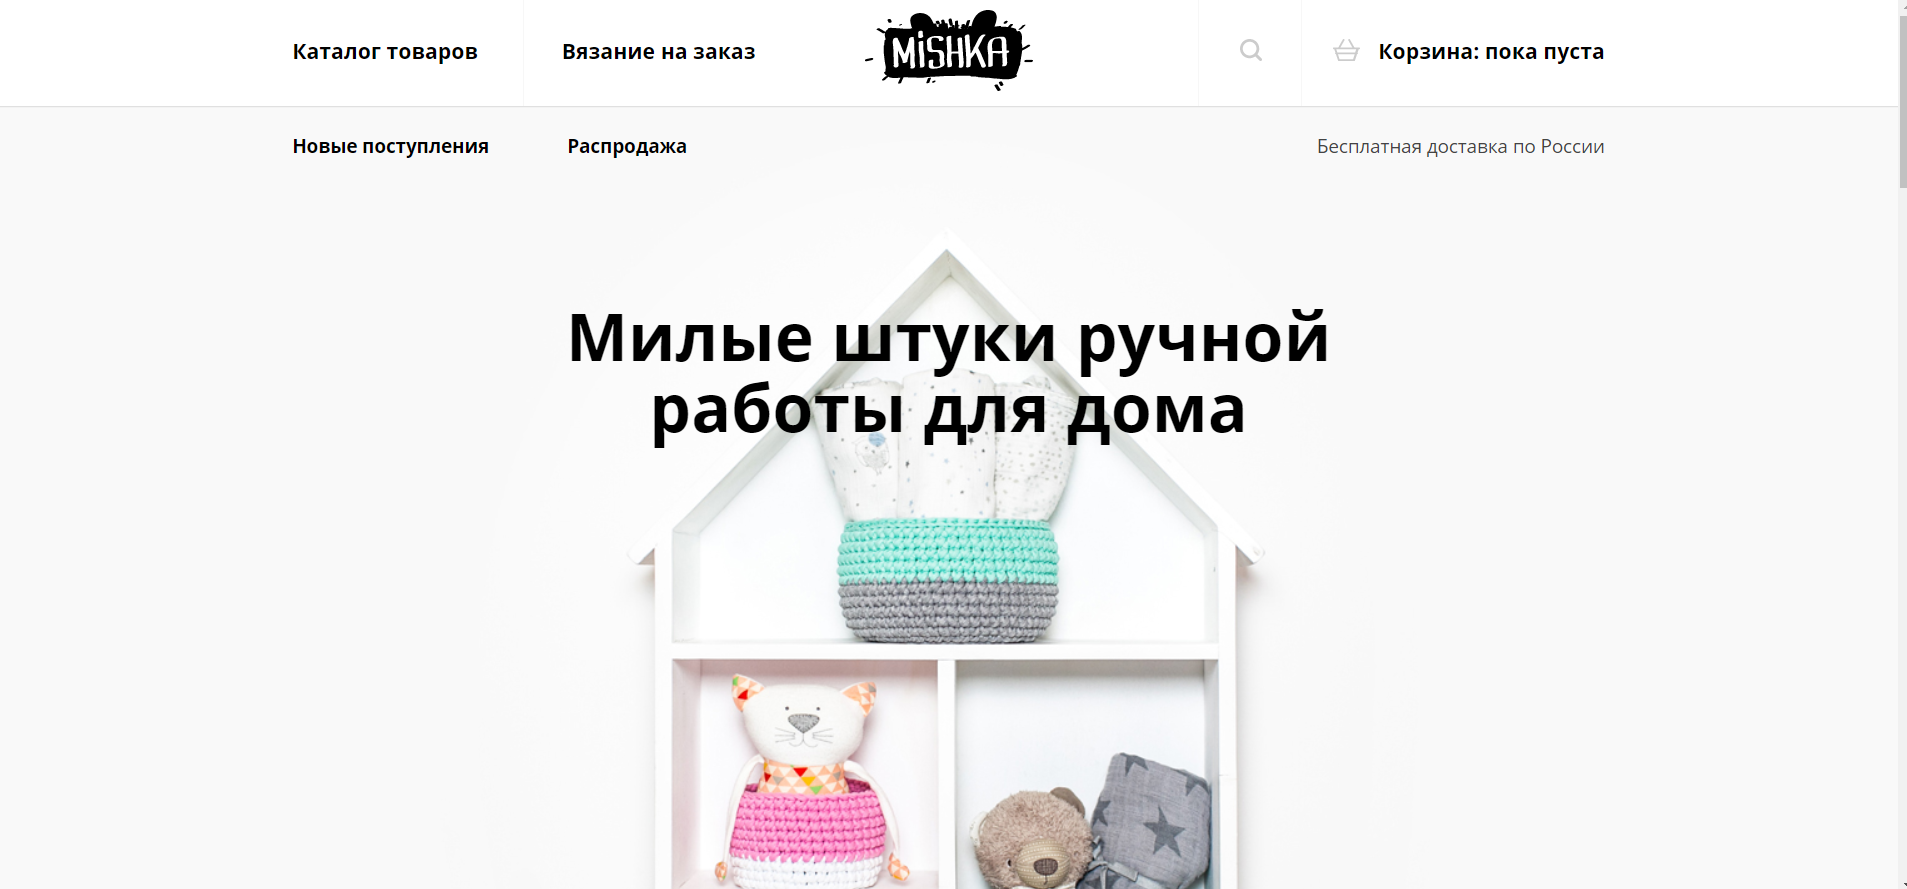 Каталог товаров
Вязание на заказ
MiSHKA
Корзина: пока пуста
Новые поступления
Распродажа
Бесплатная доставка по России
Милые штуки ручной
работы для дома